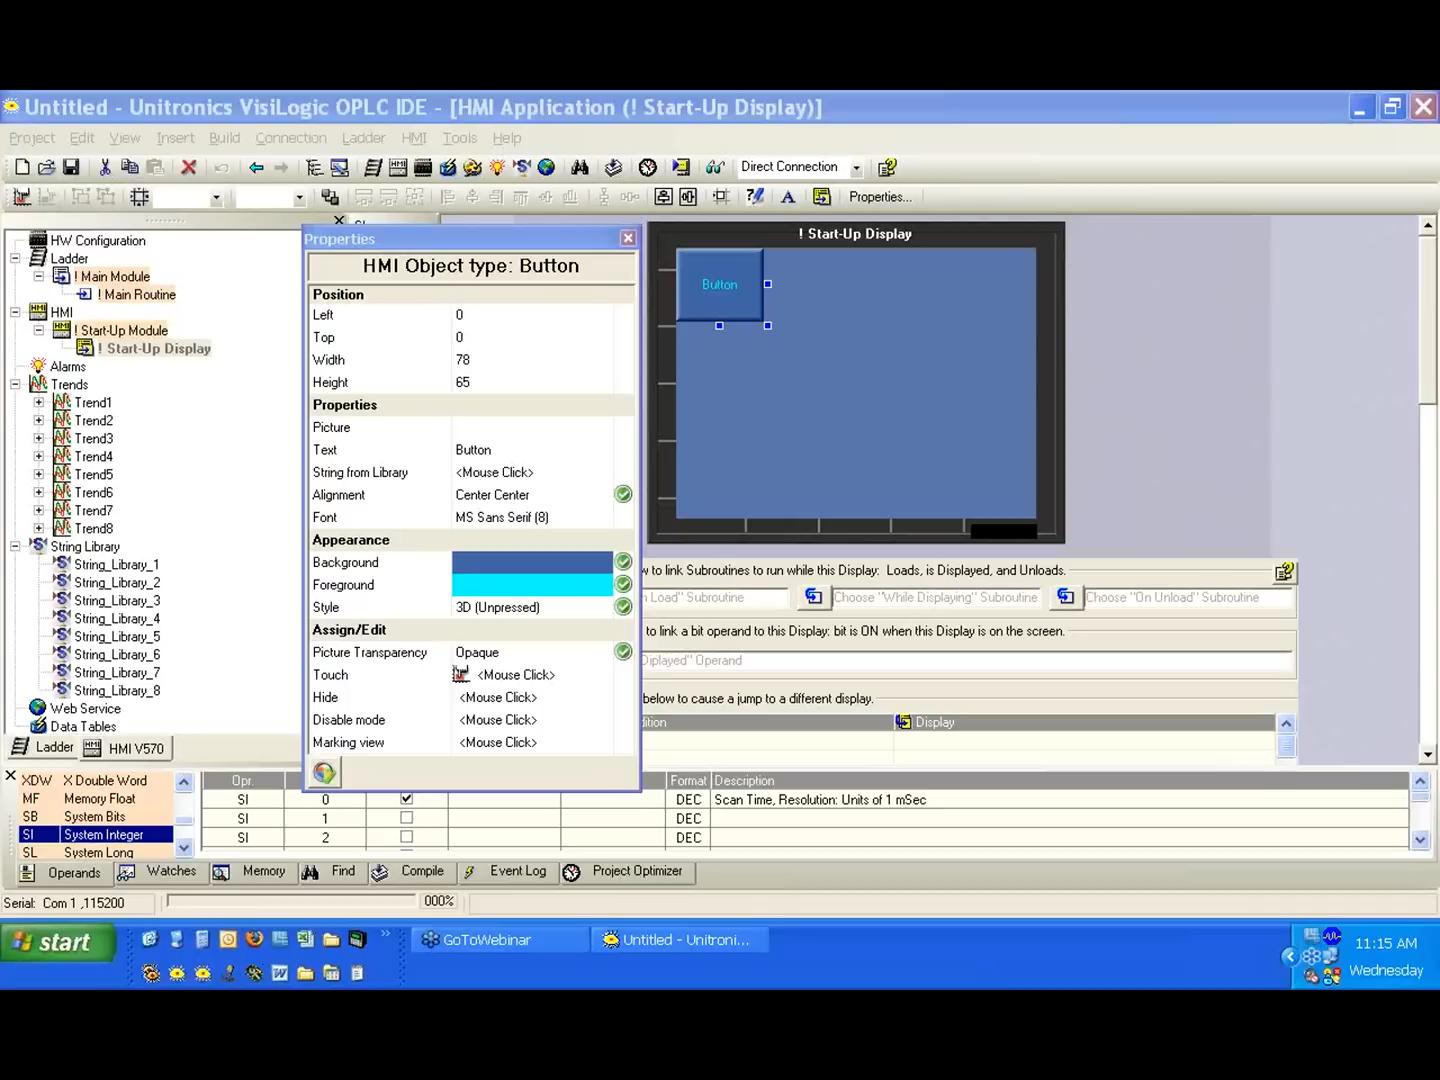 Untitled - Unitronics VisiLogic OPLC IDE - [HMI Application (! Start-Up Display)]
Project Edit View Insert Build Connection Ladder HMI Tools Help
Direct Connection
Properties...
HW Configuration
Ladder
! Main Module
! Main Routine
HMI
! Start-Up Module
! Start-Up Display
Alarms
Trends
Trend1
Trend2
Trend3
Trend4
Trend5
Trend6
Trend7
Trend8
String Library
String_Library_1
String_Library_2
String_Library_3
String_Library_4
String_Library_5
String_Library_6
String_Library_7
String_Library_8
Web Service
Data Tables
Ladder HMI V570
Properties
HMI Object type: Button
Position
Left 0
Top 0
Width 78
Height 65
Properties
Picture
Text Button
String from Library <Mouse Click>
Alignment Center Center
Font MS Sans Serif (8)
Appearance
Background
Foreground
Style 3D (Unpressed)
Assign/Edit
Picture Transparency Opaque
Touch <Mouse Click>
Hide <Mouse Click>
Disable mode <Mouse Click>
Marking view <Mouse Click>
! Start-Up Display
Button
w to link Subroutines to run while this Display: Loads, is Displayed, and Unloads.
n Load" Subroutine Choose "While Displaying" Subroutine Choose "On Unload" Subroutine
to link a bit operand to this Display: bit is ON when this Display is on the screen.
Diplayed" Operand
below to cause a jump to a different display.
ition Display
XDW X Double Word
MF Memory Float
SB System Bits
SI System Integer
SL System Long
Opr. Format Description
SI 0 DEC Scan Time, Resolution: Units of 1 mSec
SI 1 DEC
SI 2 DEC
Operands Watches Memory Find Compile Event Log Project Optimizer
Serial: Com 1 ,115200 000%
start GoToWebinar Untitled - Unitroni... 11:15 AM
Wednesday